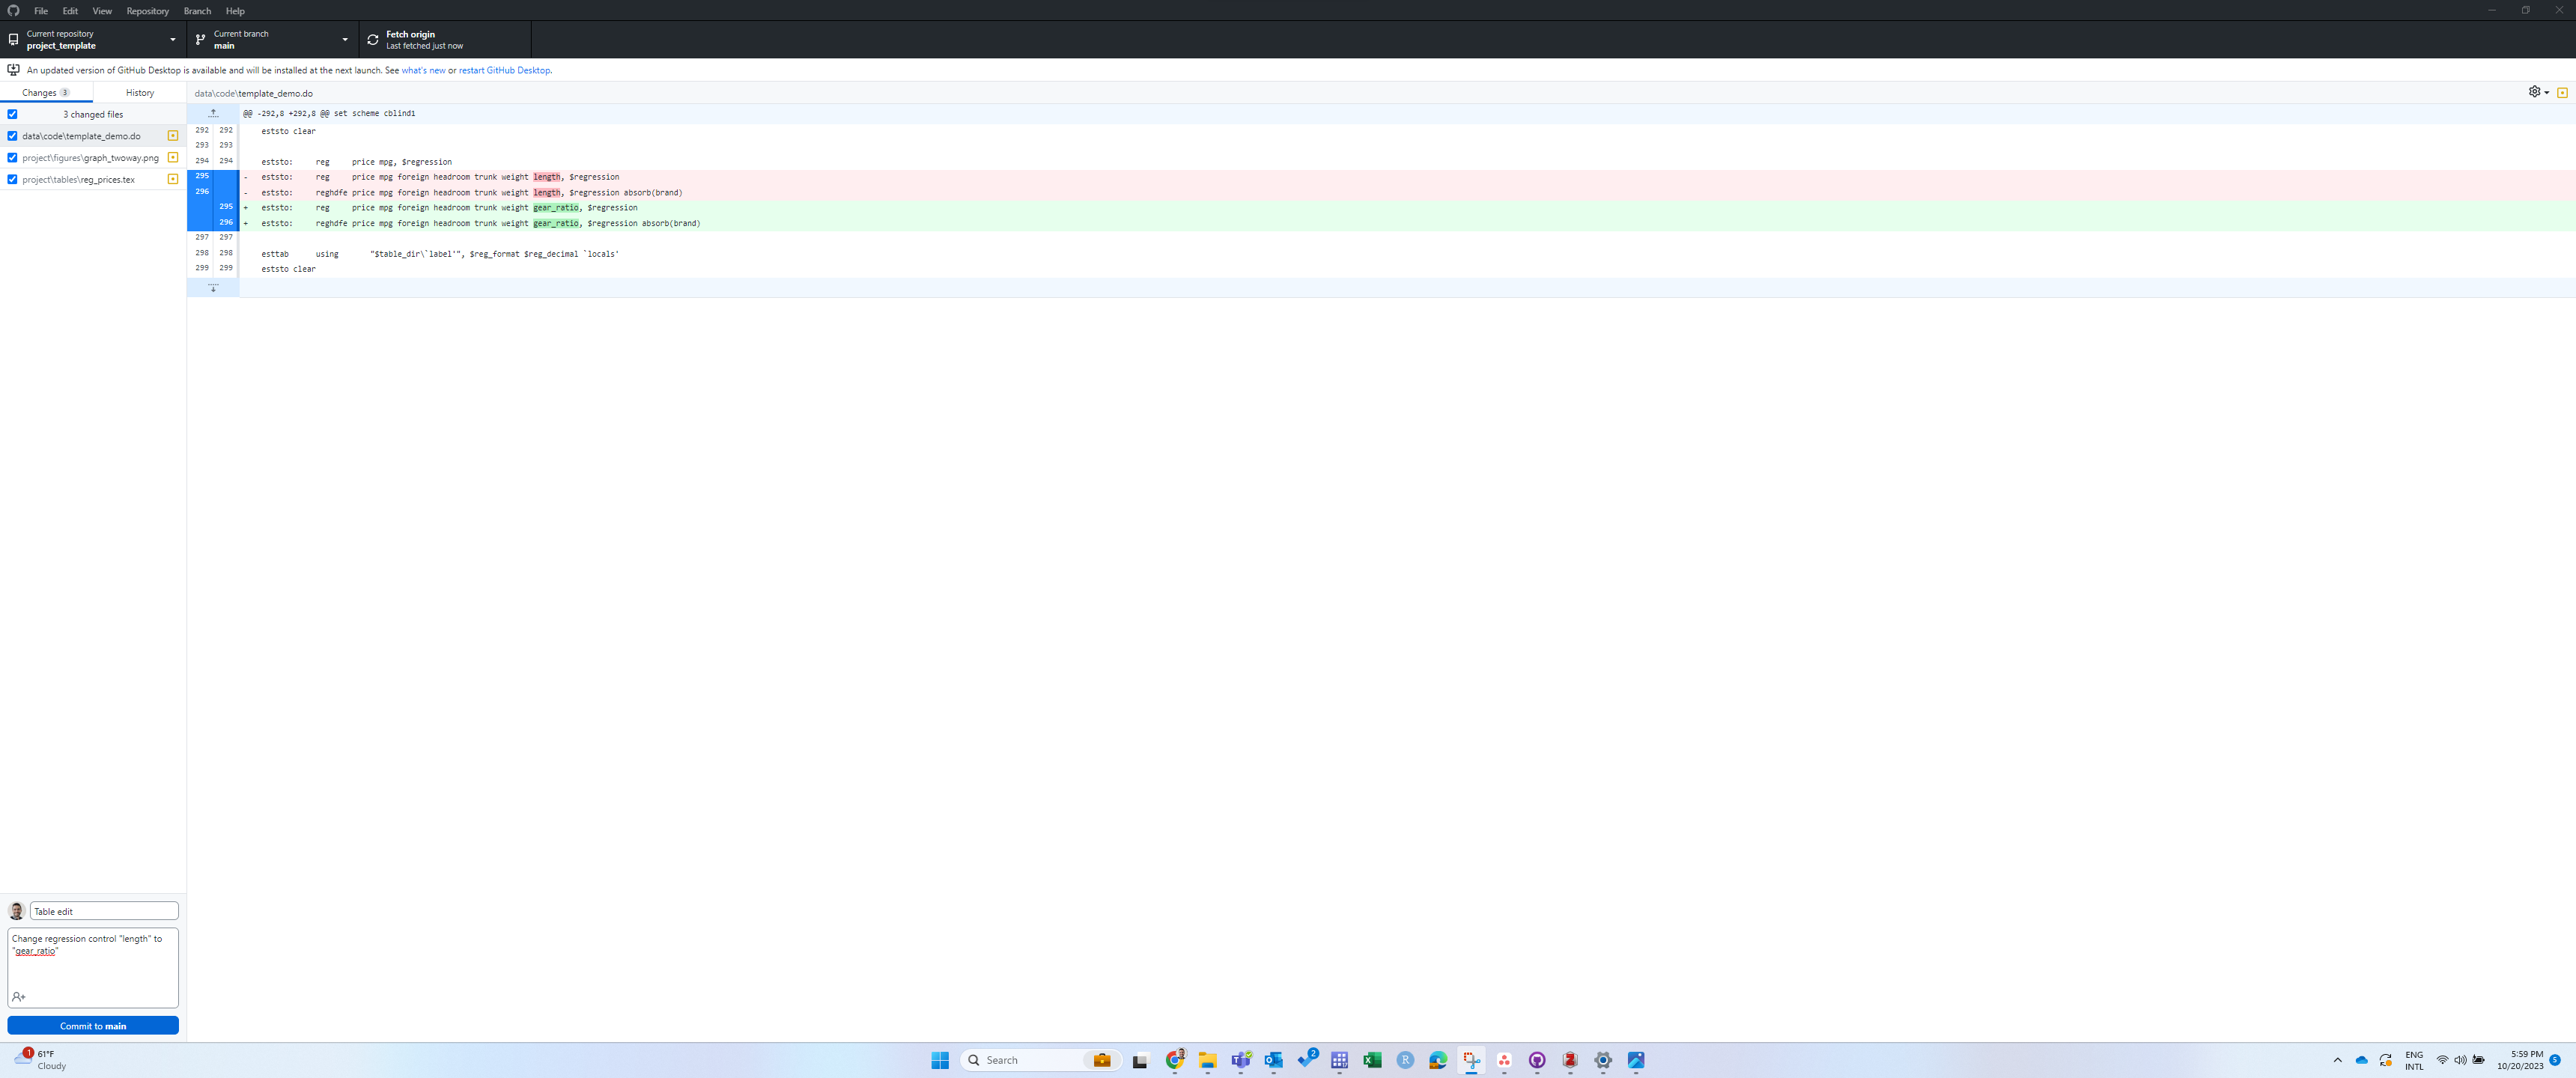 File Edit View Repository Branch Help
Current repository
project_template
Current branch
main
Fetch origin
Last fetched just now
An updated version of GitHub Desktop is available and will be installed at the next launch. See what's new or restart GitHub Desktop.
Changes 3 History
data\code\template_demo.do
3 changed files
data\code\template_demo.do
project\figures\graph_twoway.png
project\tables\reg_prices.tex
@@ -292,8 +292,8 @@ set scheme cblind1
292 292 eststo clear
293 293
294 294 eststo: reg price mpg, $regression
295 - eststo: reg price mpg foreign headroom trunk weight length, $regression
296 - eststo: reghdfe price mpg foreign headroom trunk weight length, $regression absorb(brand)
295 + eststo: reg price mpg foreign headroom trunk weight gear_ratio, $regression
296 + eststo: reghdfe price mpg foreign headroom trunk weight gear_ratio, $regression absorb(brand)
297 297
298 298 esttab using "$table_dir\`label'", $reg_format $reg_decimal `locals'
299 299 eststo clear
Table edit
Change regression control "length" to
"gear_ratio"
Commit to main
1
61°F
Cloudy
Search
2
R
ENG
INTL
5:59 PM
10/20/2023
5